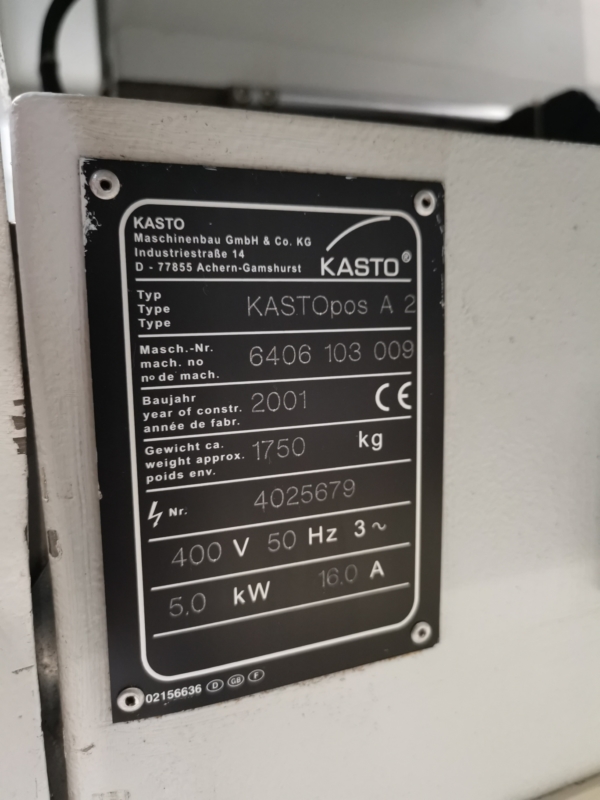 KASTO
Maschinenbau GmbH & Co. KG
Industriestraße 14
D - 77855 Achern-Gamshurst
KASTO®
Typ
Type
Type
KASTOpos A 2
Masch.-Nr.
mach. no
nº de mach.
6406 103 009
Baujahr
year of constr.
année de fabr.
2001
CE
Gewicht ca.
weight approx.
poids env.
1750 kg
Nr. 4025679
400 V 50 Hz 3 ~
5.0 kW 16.0 A
02156636 D GB F